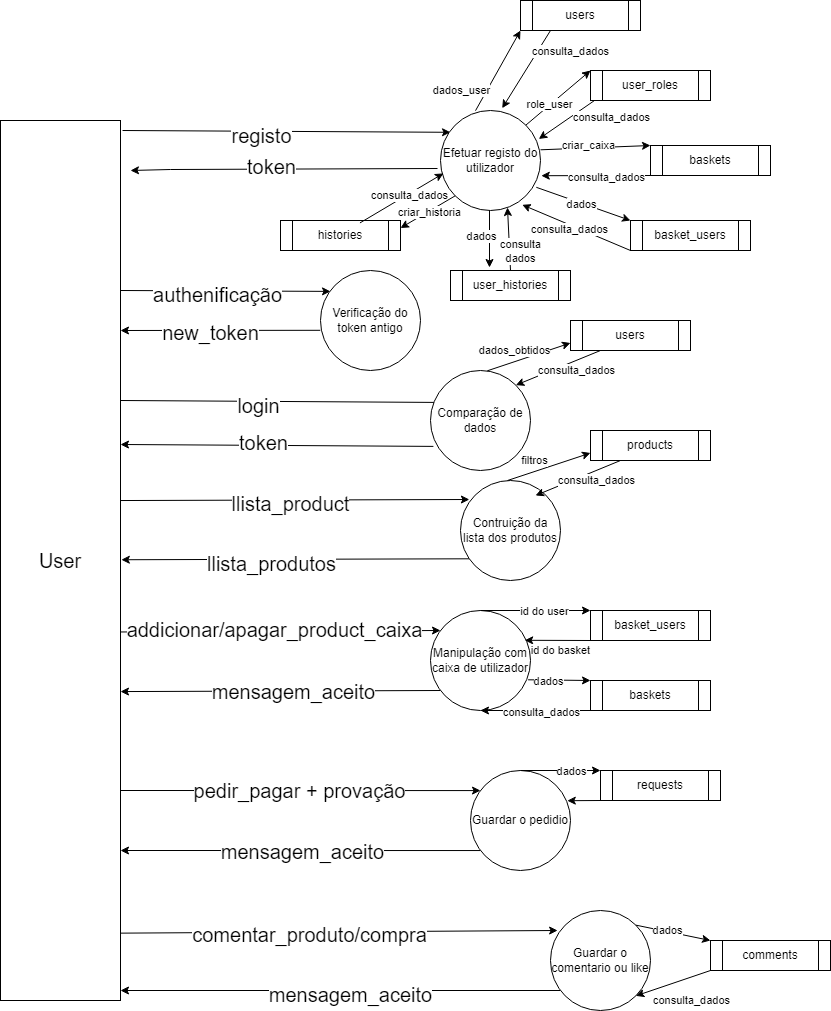 users
consulta_dados
dados_user
user_roles
role_user
consulta_dados
registo
criar_caixa
Efetuar registo do
utilizador
baskets
token
consulta_dados
consulta_dados
criar_historia
dados
consulta_dados
histories
dados
consulta
dados
basket_users
user_histories
authenificação
Verificação do
token antigo
new_token
users
dados_obtidos
consulta_dados
login
Comparação de
dados
token
products
filtros
consulta_dados
llista_product
Contruição da
lista dos produtos
User
llista_produtos
id do user
basket_users
addicionar/apagar_product_caixa
id do basket
Manipulação com
caixa de utilizador
dados
baskets
mensagem_aceito
consulta_dados
dados
requests
pedir_pagar + provação
Guardar o pedidio
mensagem_aceito
comentar_produto/compra
dados
Guardar o
comentario ou like
comments
mensagem_aceito
consulta_dados